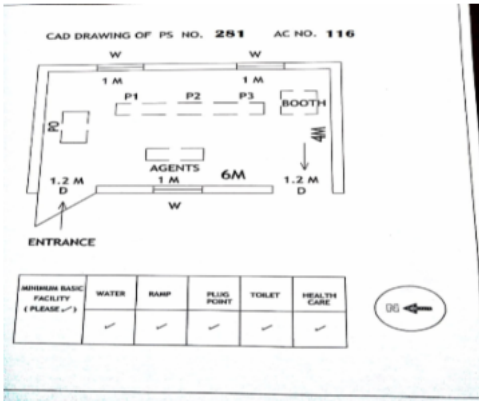 CAD DRAWING OF PS NO. 281 AC NO. 116
W W
1 M 1 M
P1 P2 P3
BOOTH
PO
4M
AGENTS
1.2 M 1 M 6M 1.2 M
D D
W
ENTRANCE
MINIMUM BASIC FACILITY (PLEASE ✓) WATER RAMP PLUG POINT TOILET HEALTH CARE
✓ ✓ ✓ ✓ ✓
N